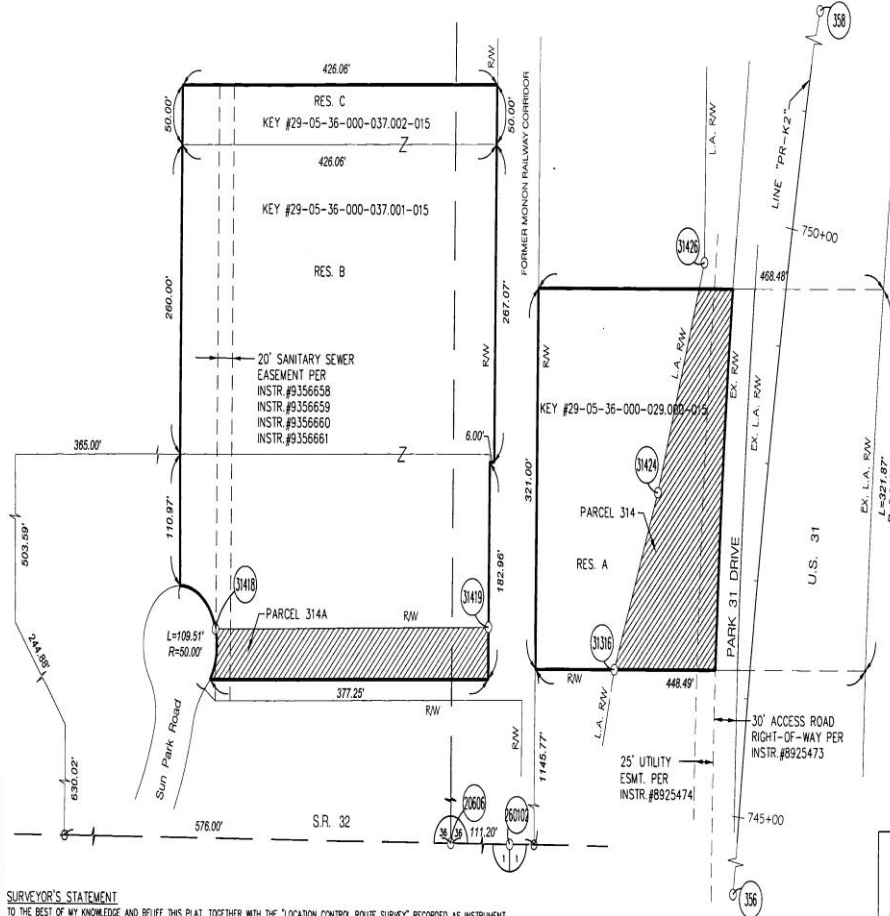 358
426.06'
R/W
50.00'
RES. C
KEY #29-05-36-000-037.002-015
50.00'
FORMER MONON RAILWAY CORRIDOR
L.A. R/W
LINE "PR-K2"
Z
426.06'
KEY #29-05-36-000-037.001-015
750+00
31426
RES. B
468.48'
260.00'
267.07'
R/W
R/W
L.A. R/W
EX. R/W
EX. L.A. R/W
20' SANITARY SEWER
EASEMENT PER
INSTR.#9356658
INSTR.#9356659
INSTR.#9356660
INSTR.#9356661
KEY #29-05-36-000-029.000-015
6.00'
365.00'
Z
321.00'
31424
EX. L.A. R/W
L=321.87'
503.59'
110.97'
PARCEL 314
182.96'
RES. A
U.S. 31
PARK 31 DRIVE
31418
PARCEL 314A
R/W
31419
L=109.51'
R=50.00'
244.88'
31316
377.25'
R/W
448.49'
R/W
L.A. R/W
Sun Park Road
R/W
30' ACCESS ROAD
RIGHT-OF-WAY PER
INSTR.#8925473
25' UTILITY
ESMT. PER
INSTR.#8925474
1145.77'
630.02'
20606
260102
576.00'
S.R. 32
36 36
111.20'
1 1
745+00
356
SURVEYOR'S STATEMENT
TO THE BEST OF MY KNOWLEDGE AND BELIEF THIS PLAT, TOGETHER WITH THE "LOCATION CONTROL ROUTE SURVEY" RECORDED AS INSTRUMENT